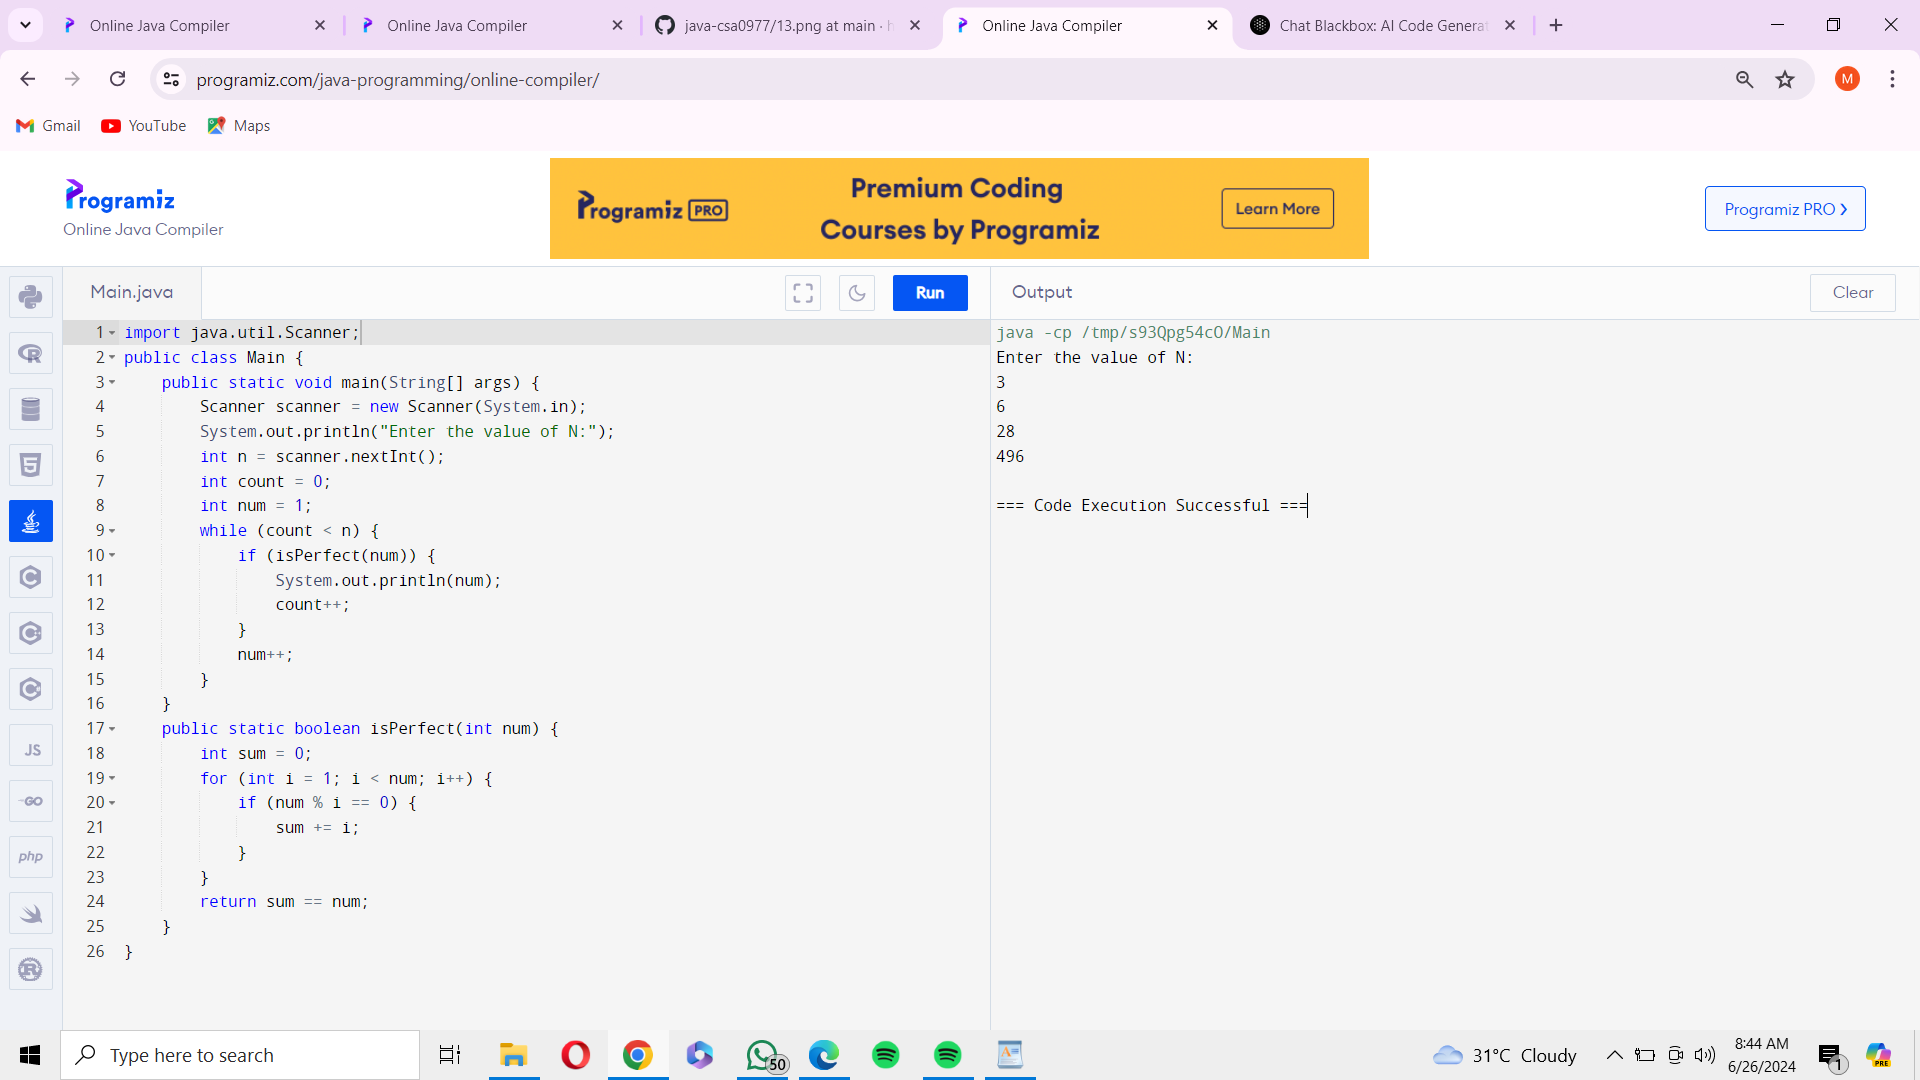 Online Java Compiler
Online Java Compiler
java-csa0977/13.png at main · h
Online Java Compiler
Chat Blackbox: AI Code Generat
programiz.com/java-programming/online-compiler/
M
Gmail
YouTube
Maps
Programiz
Online Java Compiler
Programiz PRO
Premium Coding
Courses by Programiz
Learn More
Programiz PRO ›
Main.java
Run
Output
Clear
1 import java.util.Scanner;
2 public class Main {
3 public static void main(String[] args) {
4 Scanner scanner = new Scanner(System.in);
5 System.out.println("Enter the value of N:");
6 int n = scanner.nextInt();
7 int count = 0;
8 int num = 1;
9 while (count < n) {
10 if (isPerfect(num)) {
11 System.out.println(num);
12 count++;
13 }
14 num++;
15 }
16 }
17 public static boolean isPerfect(int num) {
18 int sum = 0;
19 for (int i = 1; i < num; i++) {
20 if (num % i == 0) {
21 sum += i;
22 }
23 }
24 return sum == num;
25 }
26 }
java -cp /tmp/s93Qpg54cO/Main
Enter the value of N:
3
6
28
496
=== Code Execution Successful ===
JS
GO
php
Type here to search
50
31°C Cloudy
8:44 AM
6/26/2024
1
PRE